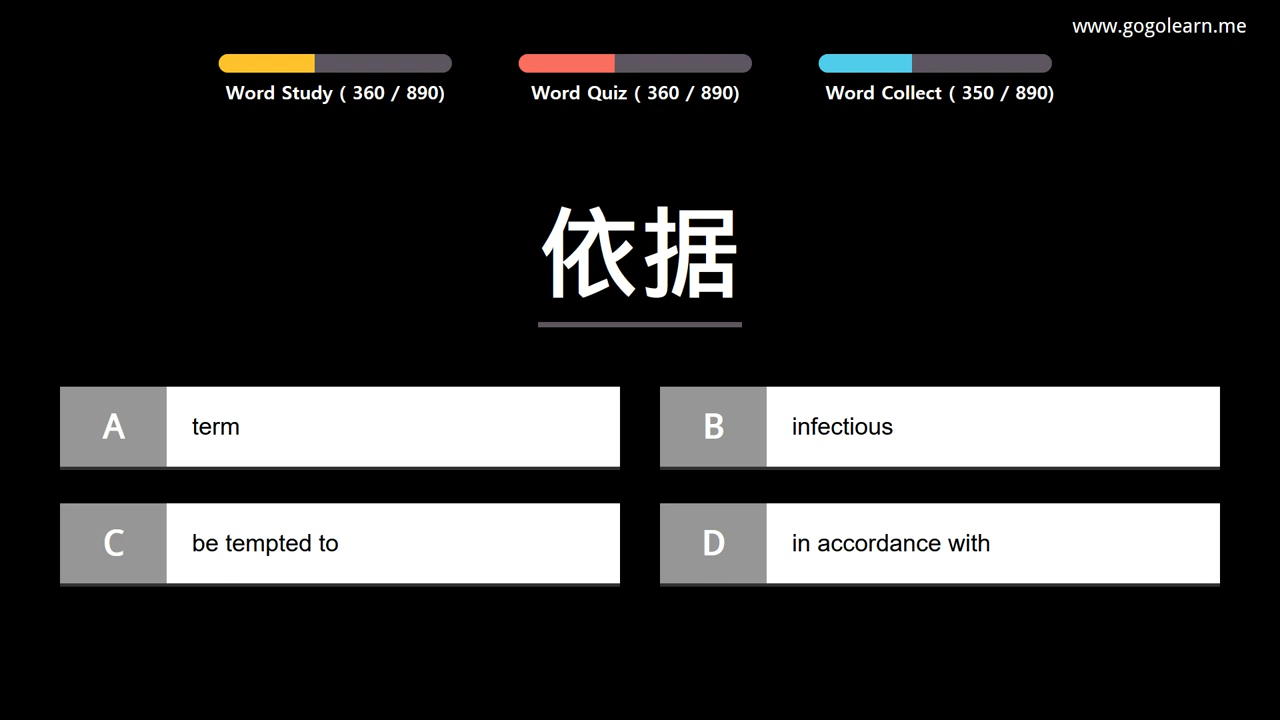 www.gogolearn.me
Word Study ( 360 / 890)
Word Quiz ( 360 / 890)
Word Collect ( 350 / 890)
依据
A term
B infectious
C be tempted to
D in accordance with